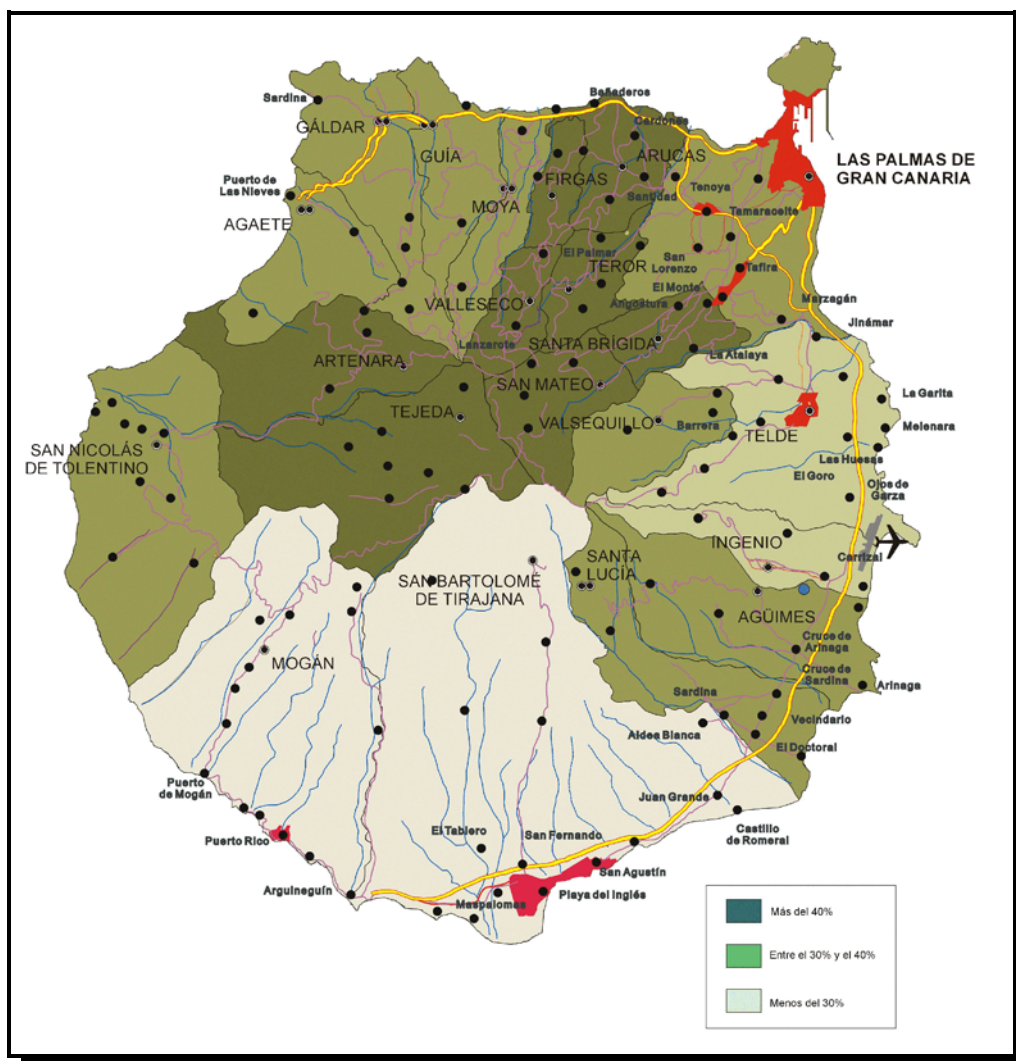 Sardina
Bañaderos
Cardones
GÁLDAR
GUÍA
ARUCAS
LAS PALMAS DE
GRAN CANARIA
Puerto de
Las Nieves
FIRGAS
Tenoya
Santidad
MOYA
Tamaraceite
AGAETE
El Palmar
San
Lorenzo
TEROR
Tafira
El Monte
VALLESECO
Angostura
Marzagán
Jinámar
Lanzarote
SANTA BRÍGIDA
La Atalaya
ARTENARA
SAN MATEO
La Garita
TEJEDA
VALSEQUILLO
Barrera
Melenara
TELDE
SAN NICOLÁS
DE TOLENTINO
Las Huesas
El Goro
Ojos de
Garza
INGENIO
Carrizal
SANTA
LUCÍA
SAN BARTOLOMÉ
DE TIRAJANA
AGÜIMES
Cruce de
Arinaga
MOGÁN
Cruce de
Sardina
Arinaga
Sardina
Vecindario
Aldea Blanca
El Doctoral
Puerto
de Mogán
Juan Grande
Castillo
de Romeral
El Tablero
San Fernando
Puerto Rico
San Agustín
Arguineguín
Maspalomas
Playa del Inglés
Más del 40%
Entre el 30% y el 40%
Menos del 30%